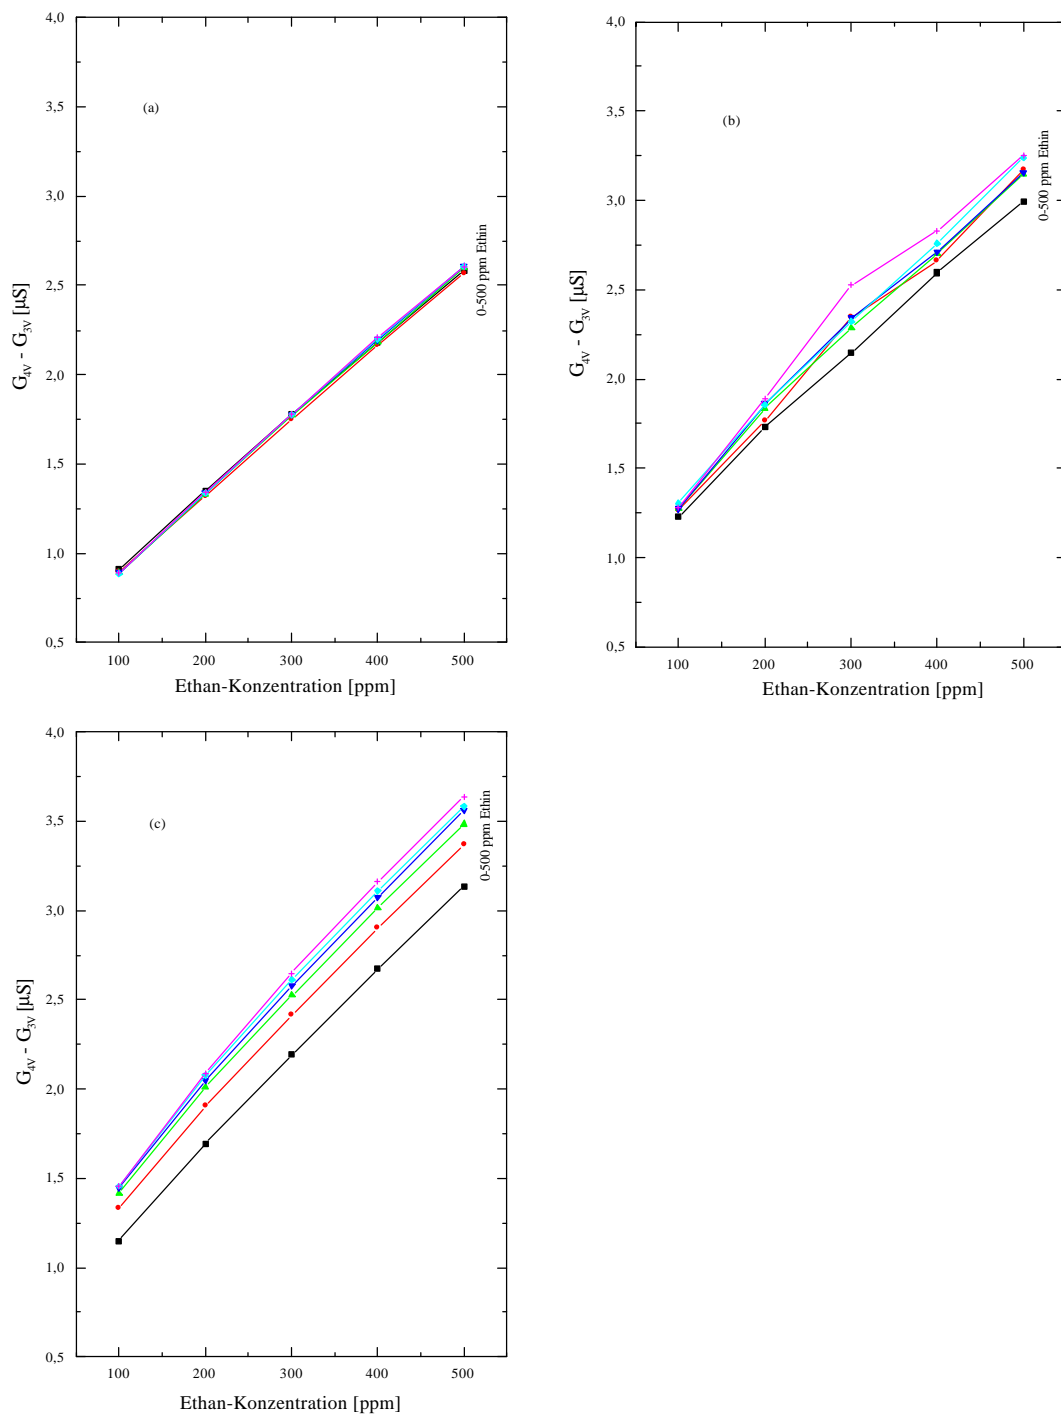 4,0
3,5
3,0
2,5
2,0
1,5
1,0
0,5
G4V - G3V [µS]
(a)
0-500 ppm Ethin
100 200 300 400 500
Ethan-Konzentration [ppm]
4,0
3,5
3,0
2,5
2,0
1,5
1,0
0,5
G4V - G3V [µS]
(b)
0-500 ppm Ethin
100 200 300 400 500
Ethan-Konzentration [ppm]
4,0
3,5
3,0
2,5
2,0
1,5
1,0
0,5
G4V - G3V [µS]
(c)
0-500 ppm Ethin
100 200 300 400 500
Ethan-Konzentration [ppm]